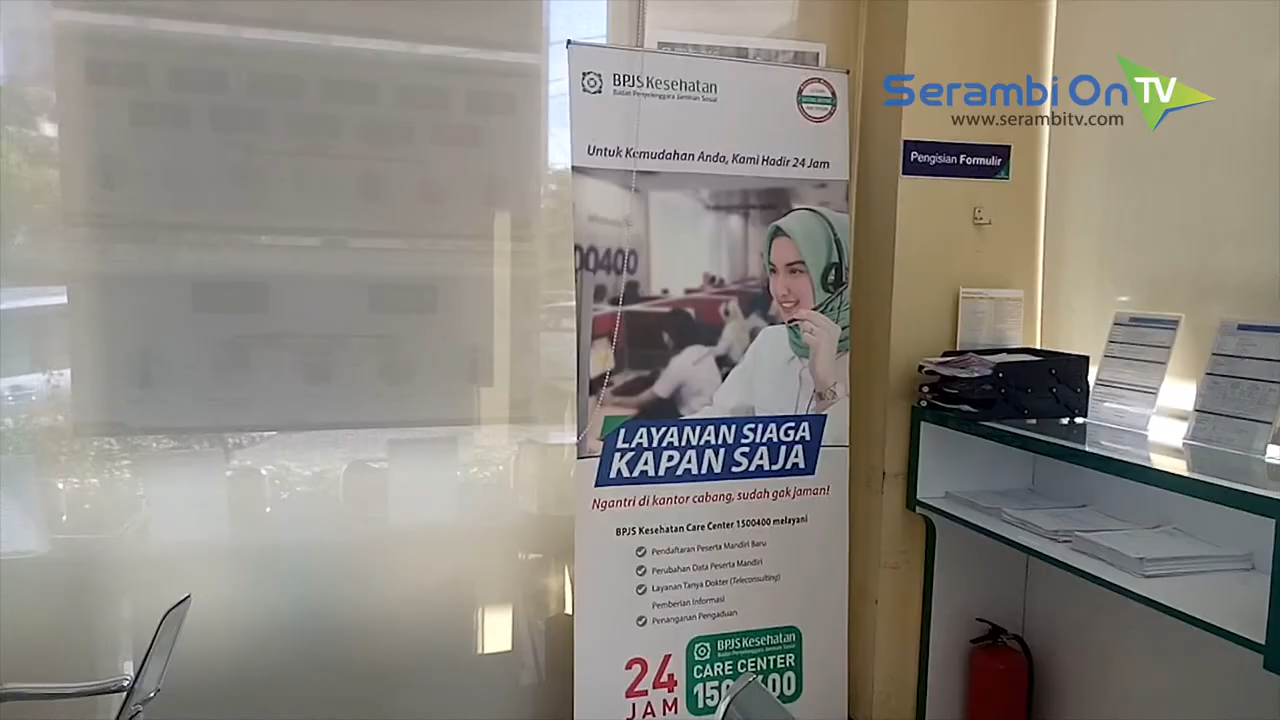 BPJS Kesehatan
Badan Penyelenggara Jaminan Sosial
Untuk Kemudahan Anda, Kami Hadir 24 Jam
00400
LAYANAN SIAGA
KAPAN SAJA
Ngantri di kantor cabang, sudah gak jaman!
BPJS Kesehatan Care Center 1500400 melayani
Pendaftaran Peserta Mandiri Baru
Perubahan Data Peserta Mandiri
Layanan Tanya Dokter (Teleconsulting)
Pemberian Informasi
Penanganan Pengaduan
24
JAM
BPJS Kesehatan
Badan Penyelenggara Jaminan Sosial
CARE CENTER
Serambi On TV
www.serambitv.com
Pengisian Formulir